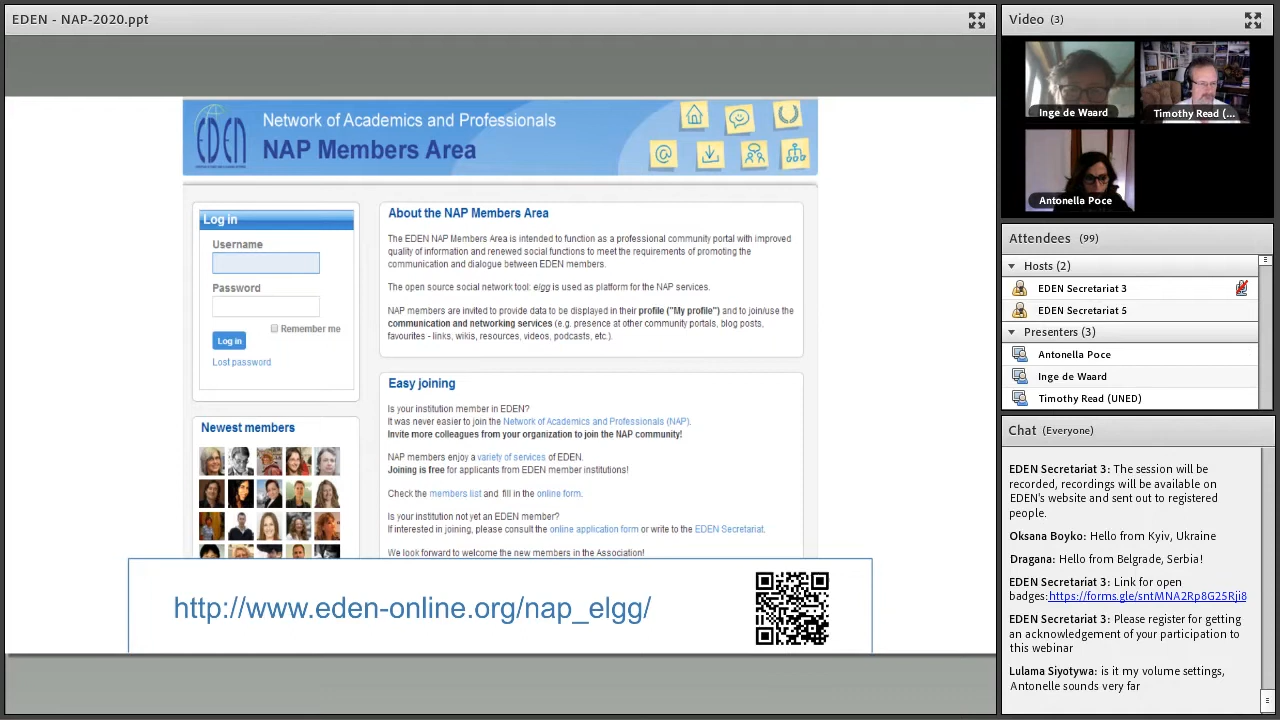 EDEN - NAP-2020.ppt
EDEN
Network of Academics and Professionals
NAP Members Area
@
Log in
Username
Password
Remember me
Log in
Lost password
Newest members
About the NAP Members Area
The EDEN NAP Members Area is intended to function as a professional community portal with improved
quality of information and renewed social functions to meet the requirements of promoting the
communication and dialogue between EDEN members.
The open source social network tool: elgg is used as platform for the NAP services.
NAP members are invited to provide data to be displayed in their profile ("My profile") and to join/use the
communication and networking services (e.g. presence at other community portals, blog posts,
favourites - links, wikis, resources, videos, podcasts, etc.).
Easy joining
Is your institution member in EDEN?
It was never easier to join the Network of Academics and Professionals (NAP).
Invite more colleagues from your organization to join the NAP community!
NAP members enjoy a variety of services of EDEN.
Joining is free for applicants from EDEN member institutions!
Check the members list and fill in the online form.
Is your institution not yet an EDEN member?
If interested in joining, please consult the online application form or write to the EDEN Secretariat.
We look forward to welcome the new members in the Association!
http://www.eden-online.org/nap_elgg/
Video (3)
Inge de Waard
Timothy Read (...
Antonella Poce
Attendees (99)
Hosts (2)
EDEN Secretariat 3
EDEN Secretariat 5
Presenters (3)
Antonella Poce
Inge de Waard
Timothy Read (UNED)
Chat (Everyone)
EDEN Secretariat 3: The session will be
recorded, recordings will be available on
EDEN's website and sent out to registered
people.
Oksana Boyko: Hello from Kyiv, Ukraine
Dragana: Hello from Belgrade, Serbia!
EDEN Secretariat 3: Link for open
badges: https://forms.gle/sntMNA2Rp8G25Rji8
EDEN Secretariat 3: Please register for getting
an acknowledgement of your participation to
this webinar
Lulama Siyotywa: is it my volume settings,
Antonelle sounds very far